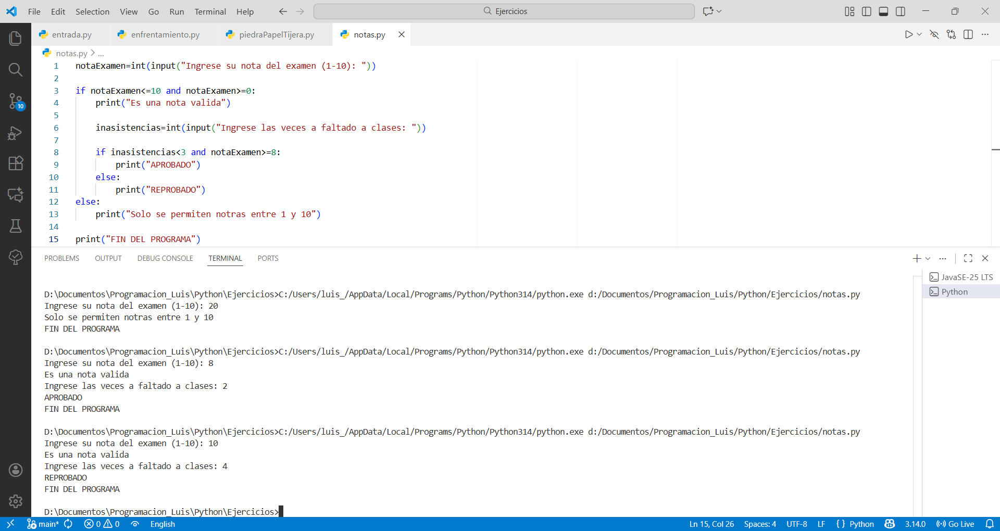 File Edit Selection View Go Run Terminal Help Ejercicios
entrada.py enfrentamiento.py piedraPapelTijera.py notas.py
notas.py > ...
1 notaExamen=int(input("Ingrese su nota del examen (1-10): "))
2
3 if notaExamen<=10 and notaExamen>=0:
4 print("Es una nota valida")
5
6 inasistencias=int(input("Ingrese las veces a faltado a clases: "))
7
8 if inasistencias<3 and notaExamen>=8:
9 print("APROBADO")
10 else:
11 print("REPROBADO")
12 else:
13 print("Solo se permiten notras entre 1 y 10")
14
15 print("FIN DEL PROGRAMA")
10
PROBLEMS OUTPUT DEBUG CONSOLE TERMINAL PORTS
JavaSE-25 LTS
Python
D:\Documentos\Programacion_Luis\Python\Ejercicios>C:/Users/luis_/AppData/Local/Programs/Python/Python314/python.exe d:/Documentos/Programacion_Luis/Python/Ejercicios/notas.py
Ingrese su nota del examen (1-10): 20
Solo se permiten notras entre 1 y 10
FIN DEL PROGRAMA
D:\Documentos\Programacion_Luis\Python\Ejercicios>C:/Users/luis_/AppData/Local/Programs/Python/Python314/python.exe d:/Documentos/Programacion_Luis/Python/Ejercicios/notas.py
Ingrese su nota del examen (1-10): 8
Es una nota valida
Ingrese las veces a faltado a clases: 2
APROBADO
FIN DEL PROGRAMA
D:\Documentos\Programacion_Luis\Python\Ejercicios>C:/Users/luis_/AppData/Local/Programs/Python/Python314/python.exe d:/Documentos/Programacion_Luis/Python/Ejercicios/notas.py
Ingrese su nota del examen (1-10): 10
Es una nota valida
Ingrese las veces a faltado a clases: 4
REPROBADO
FIN DEL PROGRAMA
D:\Documentos\Programacion_Luis\Python\Ejercicios>
main* 0 0 English Ln 15, Col 26 Spaces: 4 UTF-8 LF {} Python 3.14.0 Go Live